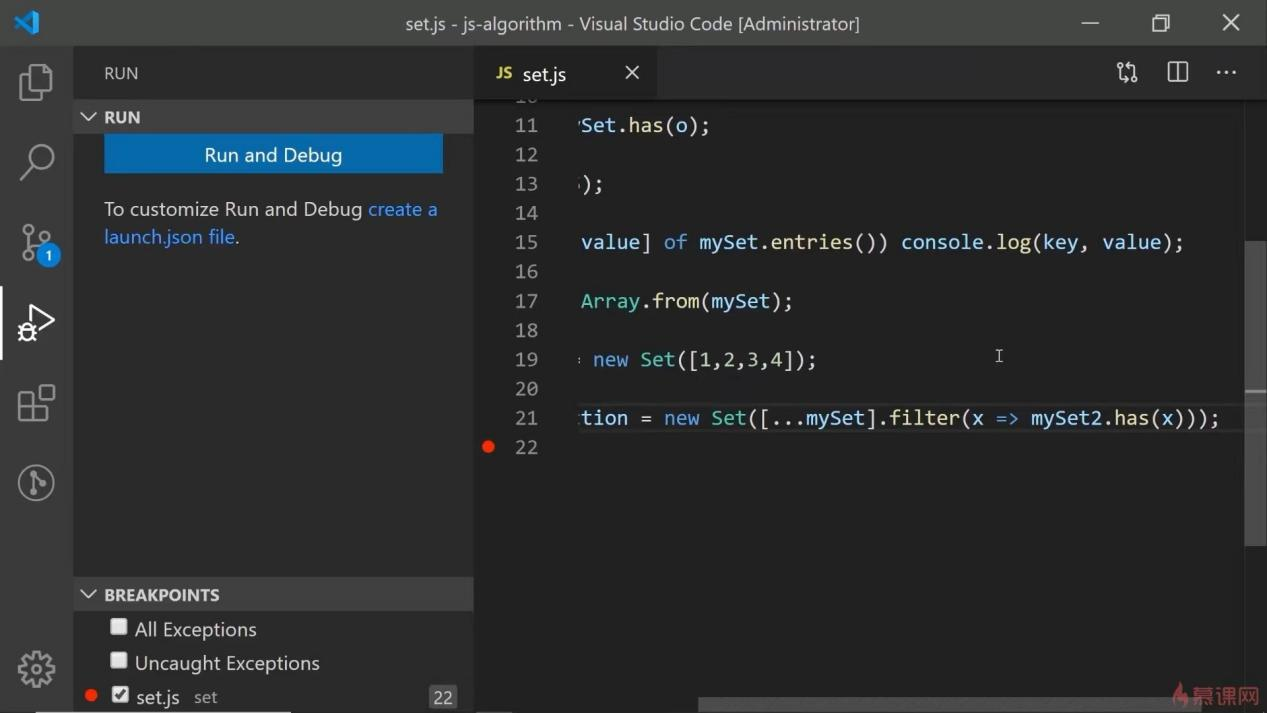 set.js - js-algorithm - Visual Studio Code [Administrator]
RUN
RUN
Run and Debug
To customize Run and Debug create a
launch.json file.
1
BREAKPOINTS
All Exceptions
Uncaught Exceptions
set.js set 22
JS set.js
11 Set.has(o);
12
13 );
14
15 value] of mySet.entries()) console.log(key, value);
16
17 Array.from(mySet);
18
19 = new Set([1,2,3,4]);
20
21 tion = new Set([...mySet].filter(x => mySet2.has(x)));
22
慕课网